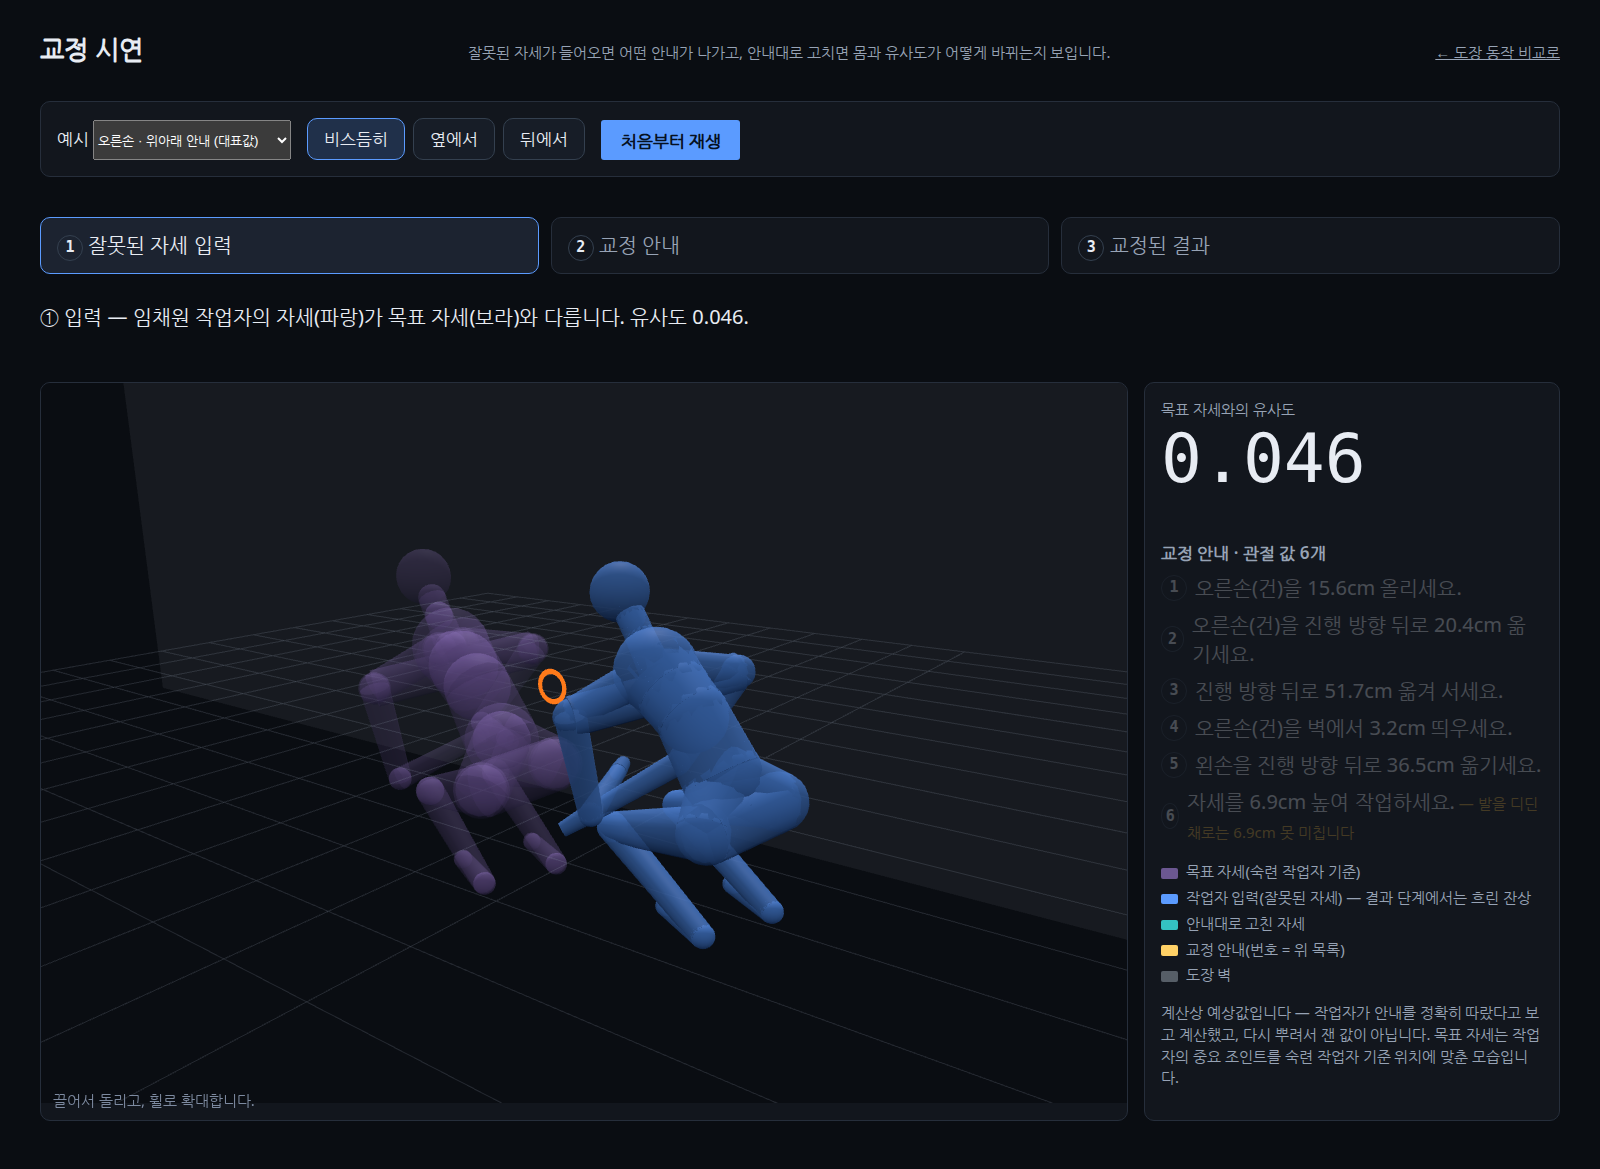 교정 시연
잘못된 자세가 들어오면 어떤 안내가 나가고, 안내대로 고치면 몸과 유사도가 어떻게 바뀌는지 보입니다.
← 도장 동작 비교로
예시 오른손 · 위아래 안내 (대표값) 비스듬히 옆에서 뒤에서 처음부터 재생
1 잘못된 자세 입력
2 교정 안내
3 교정된 결과
① 입력 — 임채원 작업자의 자세(파랑)가 목표 자세(보라)와 다릅니다. 유사도 0.046.
끌어서 돌리고, 휠로 확대합니다.
목표 자세와의 유사도
0.046
교정 안내 · 관절 값 6개
1 오른손(건)을 15.6cm 올리세요.
2 오른손(건)을 진행 방향 뒤로 20.4cm 옮
기세요.
3 진행 방향 뒤로 51.7cm 옮겨 서세요.
4 오른손(건)을 벽에서 3.2cm 띄우세요.
5 왼손을 진행 방향 뒤로 36.5cm 옮기세요.
6 자세를 6.9cm 높여 작업하세요. — 발을 디딘
채로는 6.9cm 못 미칩니다
목표 자세(숙련 작업자 기준)
작업자 입력(잘못된 자세) — 결과 단계에서는 흐린 잔상
안내대로 고친 자세
교정 안내(번호 = 위 목록)
도장 벽
계산상 예상값입니다 — 작업자가 안내를 정확히 따랐다고 보
고 계산했고, 다시 뿌려서 잰 값이 아닙니다. 목표 자세는 작업
자의 중요 조인트를 숙련 작업자 기준 위치에 맞춘 모습입니
다.